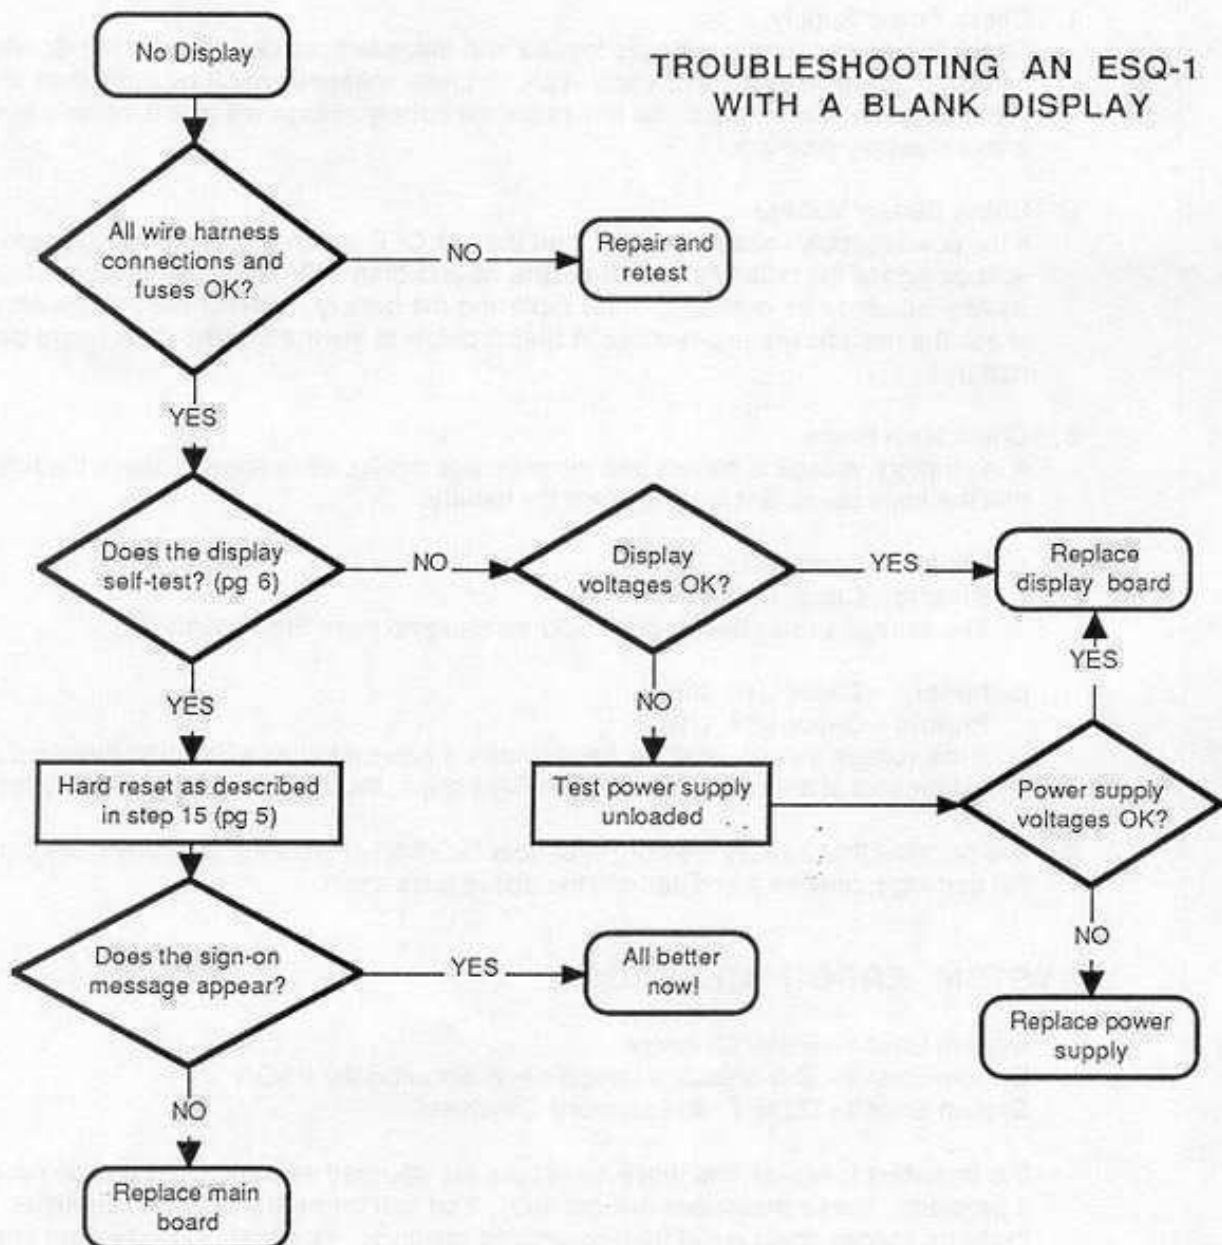 TROUBLESHOOTING AN ESQ-1
WITH A BLANK DISPLAY
No Display
All wire harness
connections and
fuses OK?
NO
Repair and
retest
YES
Does the display
self-test? (pg 6)
NO
Display
voltages OK?
YES
Replace
display board
YES
NO
YES
Hard reset as described
in step 15 (pg 5)
Test power supply
unloaded
Power supply
voltages OK?
Does the sign-on
message appear?
YES
All better
now!
NO
Replace power
supply
NO
Replace main
board